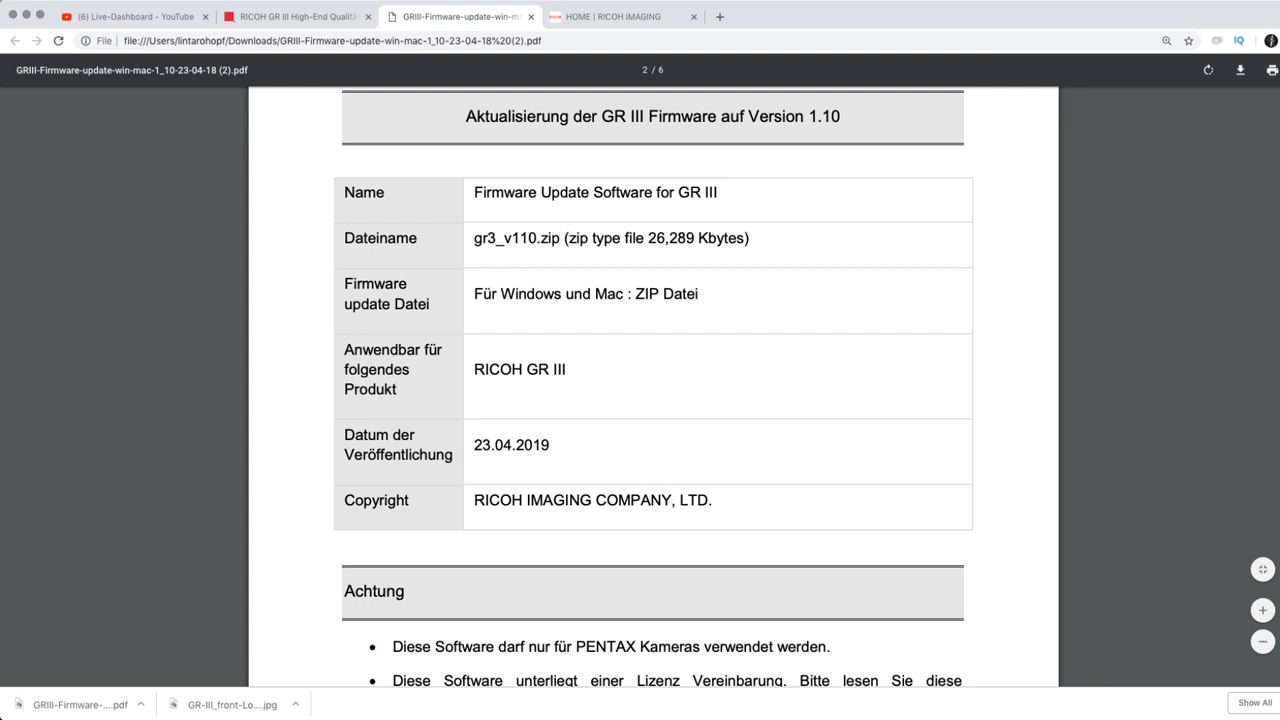 (6) Live-Dashboard - YouTube
RICOH GR III High-End Qualitä
GRIII-Firmware-update-win-m
HOME | RICOH IMAGING
File
file:///Users/lintarohopf/Downloads/GRIII-Firmware-update-win-mac-1_10-23-04-18%20(2).pdf
IQ
GRIII-Firmware-update-win-mac-1_10-23-04-18 (2).pdf
2 / 6
Aktualisierung der GR III Firmware auf Version 1.10
Name
Firmware Update Software for GR III
Dateiname
gr3_v110.zip (zip type file 26,289 Kbytes)
Firmware
update Datei
Für Windows und Mac : ZIP Datei
Anwendbar für
folgendes
Produkt
RICOH GR III
Datum der
Veröffentlichung
23.04.2019
Copyright
RICOH IMAGING COMPANY, LTD.
Achtung
• Diese Software darf nur für PENTAX Kameras verwendet werden.
• Diese Software unterliegt einer Lizenz Vereinbarung. Bitte lesen Sie diese
GRIII-Firmware-....pdf
GR-III_front-Lo....jpg
Show All